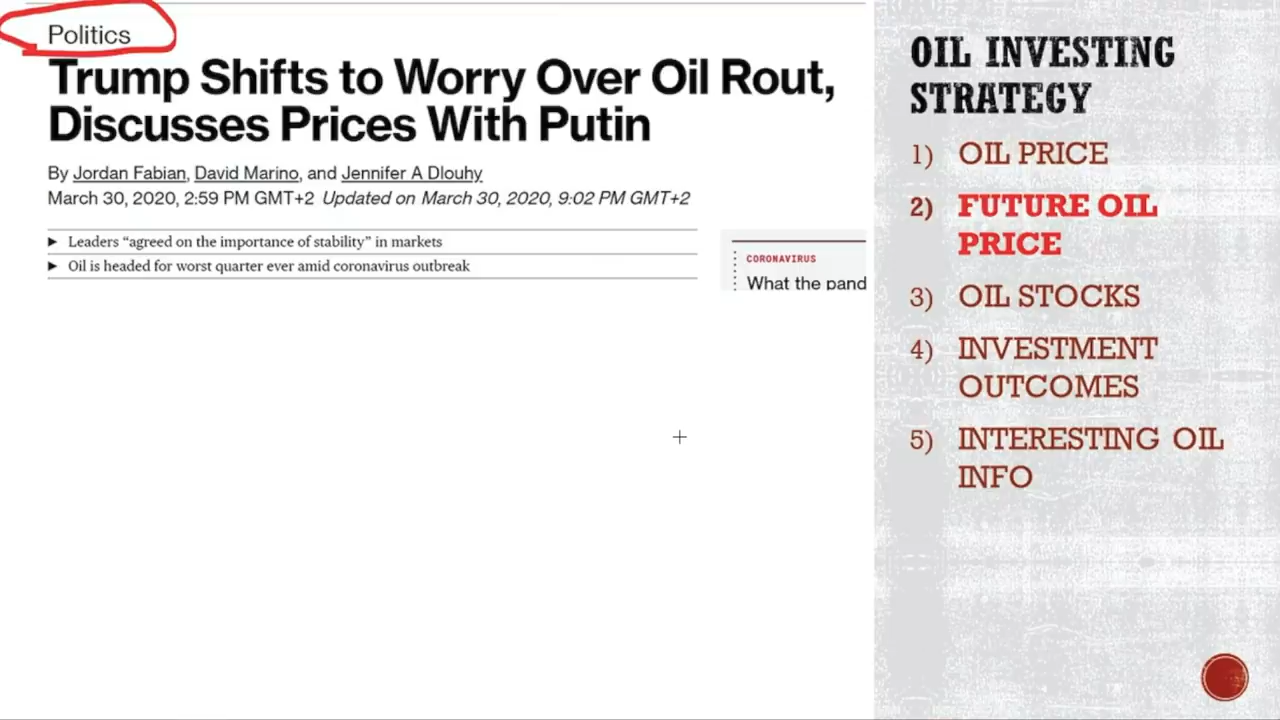 Politics
Trump Shifts to Worry Over Oil Rout,
Discusses Prices With Putin
By Jordan Fabian, David Marino, and Jennifer A Dlouhy
March 30, 2020, 2:59 PM GMT+2 Updated on March 30, 2020, 9:02 PM GMT+2
▶ Leaders “agreed on the importance of stability” in markets
▶ Oil is headed for worst quarter ever amid coronavirus outbreak
CORONAVIRUS
What the pand
OIL INVESTING
STRATEGY
1) OIL PRICE
2) FUTURE OIL
PRICE
3) OIL STOCKS
4) INVESTMENT
OUTCOMES
5) INTERESTING OIL
INFO